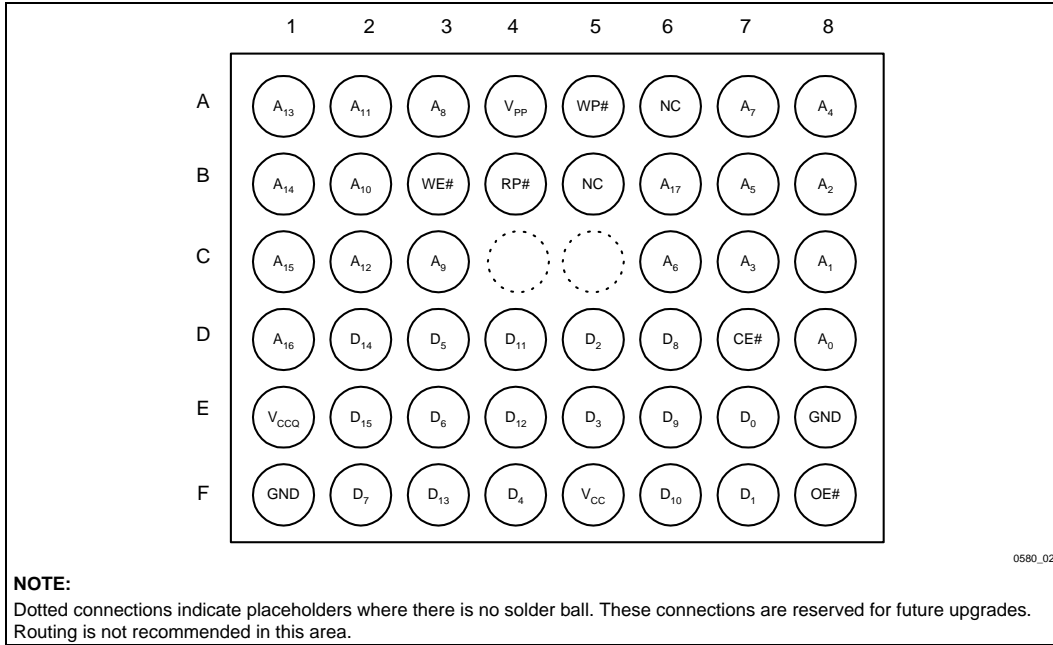 1 2 3 4 5 6 7 8
A A13 A11 A8 VPP WP# NC A7 A4
B A14 A10 WE# RP# NC A17 A5 A2
C A15 A12 A9 A6 A3 A1
D A16 D14 D5 D11 D2 D8 CE# A0
E VCCQ D15 D6 D12 D3 D9 D0 GND
F GND D7 D13 D4 VCC D10 D1 OE#
0580_02
NOTE:
Dotted connections indicate placeholders where there is no solder ball. These connections are reserved for future upgrades.
Routing is not recommended in this area.